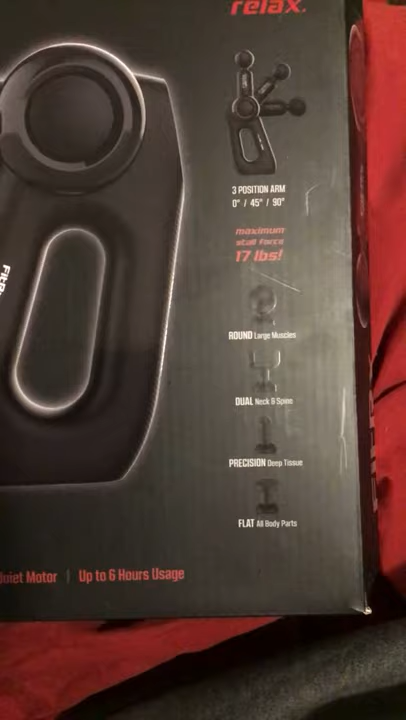 relax.
3 POSITION ARM
0° / 45° / 90°
maximum
stall force
17 lbs!
ROUND Large Muscles
DUAL Neck & Spine
PRECISION Deep Tissue
FLAT All Body Parts
Quiet Motor | Up to 6 Hours Usage